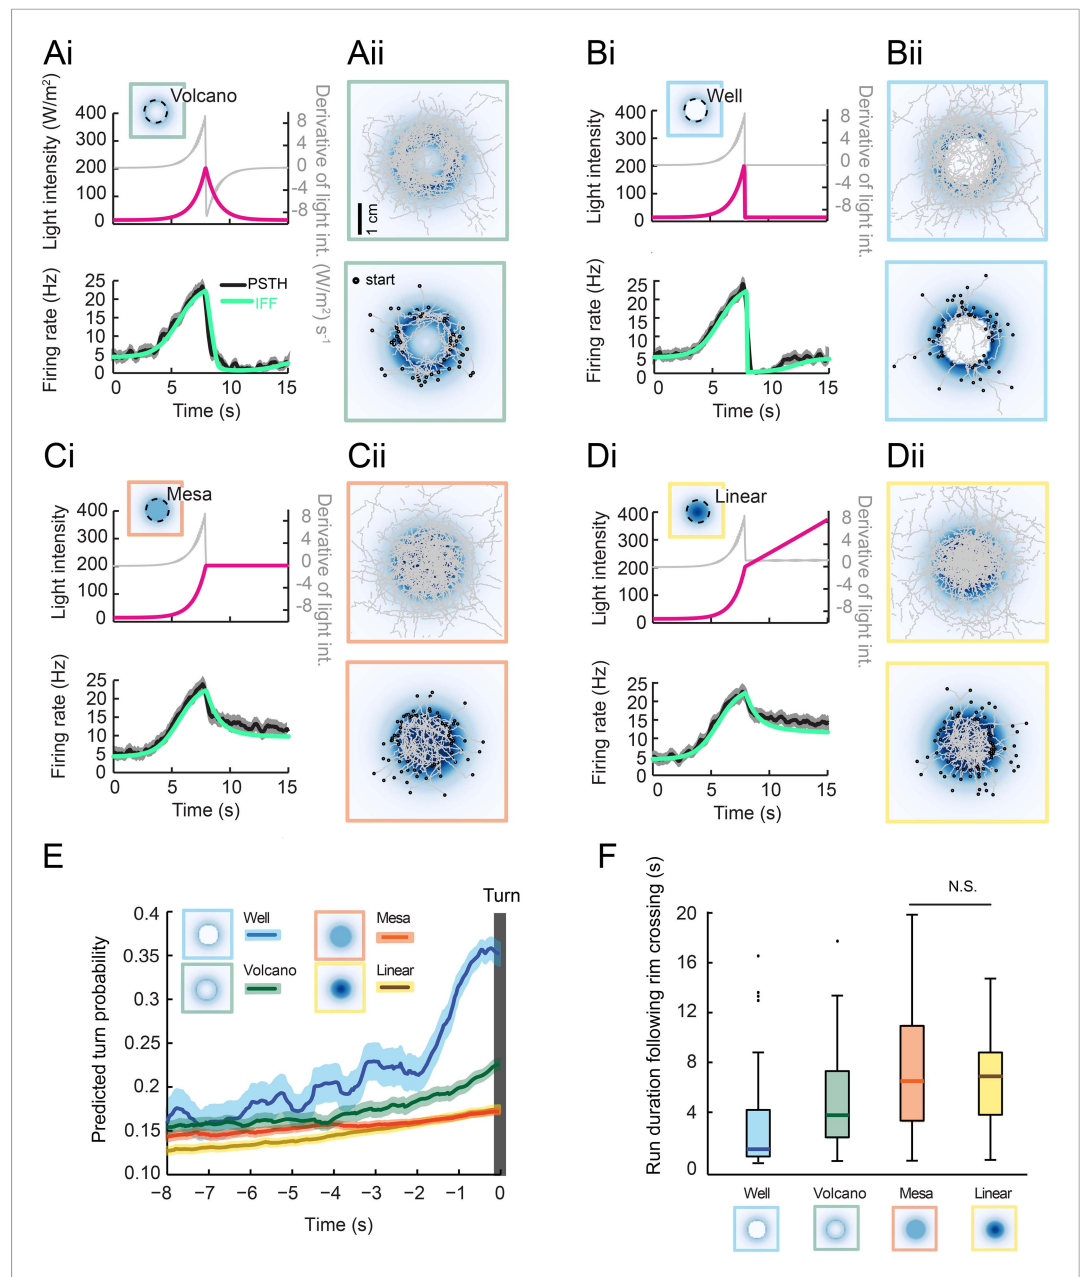 Ai
Aii
Bi
Bii
Volcano
Light intensity (W/m²)
400
300
200
100
0
8
4
0
-4
-8
Derivative of light int. (W/m²) s⁻¹
1 cm
Well
Light intensity
400
300
200
100
0
8
4
0
-4
-8
Derivative of light int.
Firing rate (Hz)
25
20
15
10
5
0
PSTH
IFF
0
5
10
15
Time (s)
start
Firing rate (Hz)
25
20
15
10
5
0
0
5
10
15
Time (s)
Ci
Cii
Di
Dii
Mesa
Light intensity
400
300
200
100
0
8
4
0
-4
-8
Derivative of light int.
Linear
Light intensity
400
300
200
100
0
8
4
0
-4
-8
Derivative of light int.
Firing rate (Hz)
25
20
15
10
5
0
0
5
10
15
Time (s)
Firing rate (Hz)
25
20
15
10
5
0
0
5
10
15
Time (s)
E
Turn
Predicted turn probability
0.4
0.35
0.3
0.25
0.2
0.15
0.10
Well
Mesa
Volcano
Linear
−8
−7
−6
−5
−4
−3
−2
−1
0
Time (s)
F
Run duration following rim crossing (s)
N.S.
20
16
12
8
4
0
Well
Volcano
Mesa
Linear